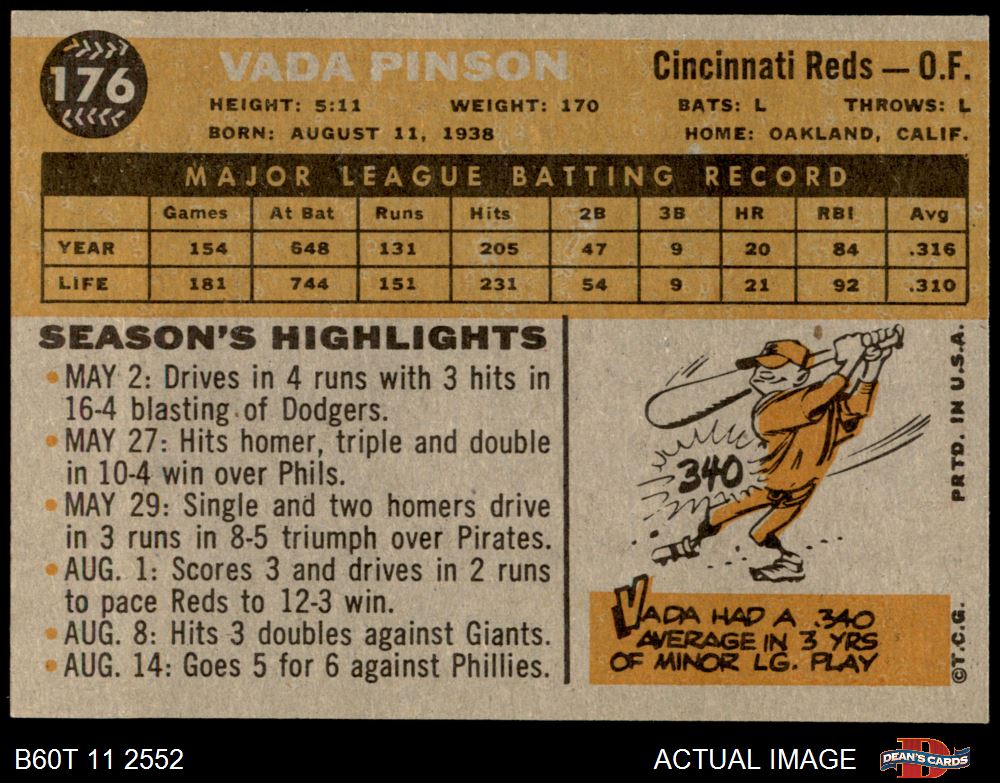 176
VADA PINSON Cincinnati Reds — O.F.
HEIGHT: 5:11 WEIGHT: 170 BATS: L THROWS: L
BORN: AUGUST 11, 1938 HOME: OAKLAND, CALIF.
MAJOR LEAGUE BATTING RECORD
Games At Bat Runs Hits 2B 3B HR RBI Avg
YEAR 154 648 131 205 47 9 20 84 .316
LIFE 181 744 151 231 54 9 21 92 .310
SEASON'S HIGHLIGHTS
• MAY 2: Drives in 4 runs with 3 hits in
16-4 blasting of Dodgers.
• MAY 27: Hits homer, triple and double
in 10-4 win over Phils.
• MAY 29: Single and two homers drive
in 3 runs in 8-5 triumph over Pirates.
• AUG. 1: Scores 3 and drives in 2 runs
to pace Reds to 12-3 win.
• AUG. 8: Hits 3 doubles against Giants.
• AUG. 14: Goes 5 for 6 against Phillies.
340
VADA HAD A .340
AVERAGE IN 3 YRS
OF MINOR LG. PLAY
PRTD. IN U.S.A.
©T.C.G.
B60T 11 2552 ACTUAL IMAGE
D
DEAN'S CARDS